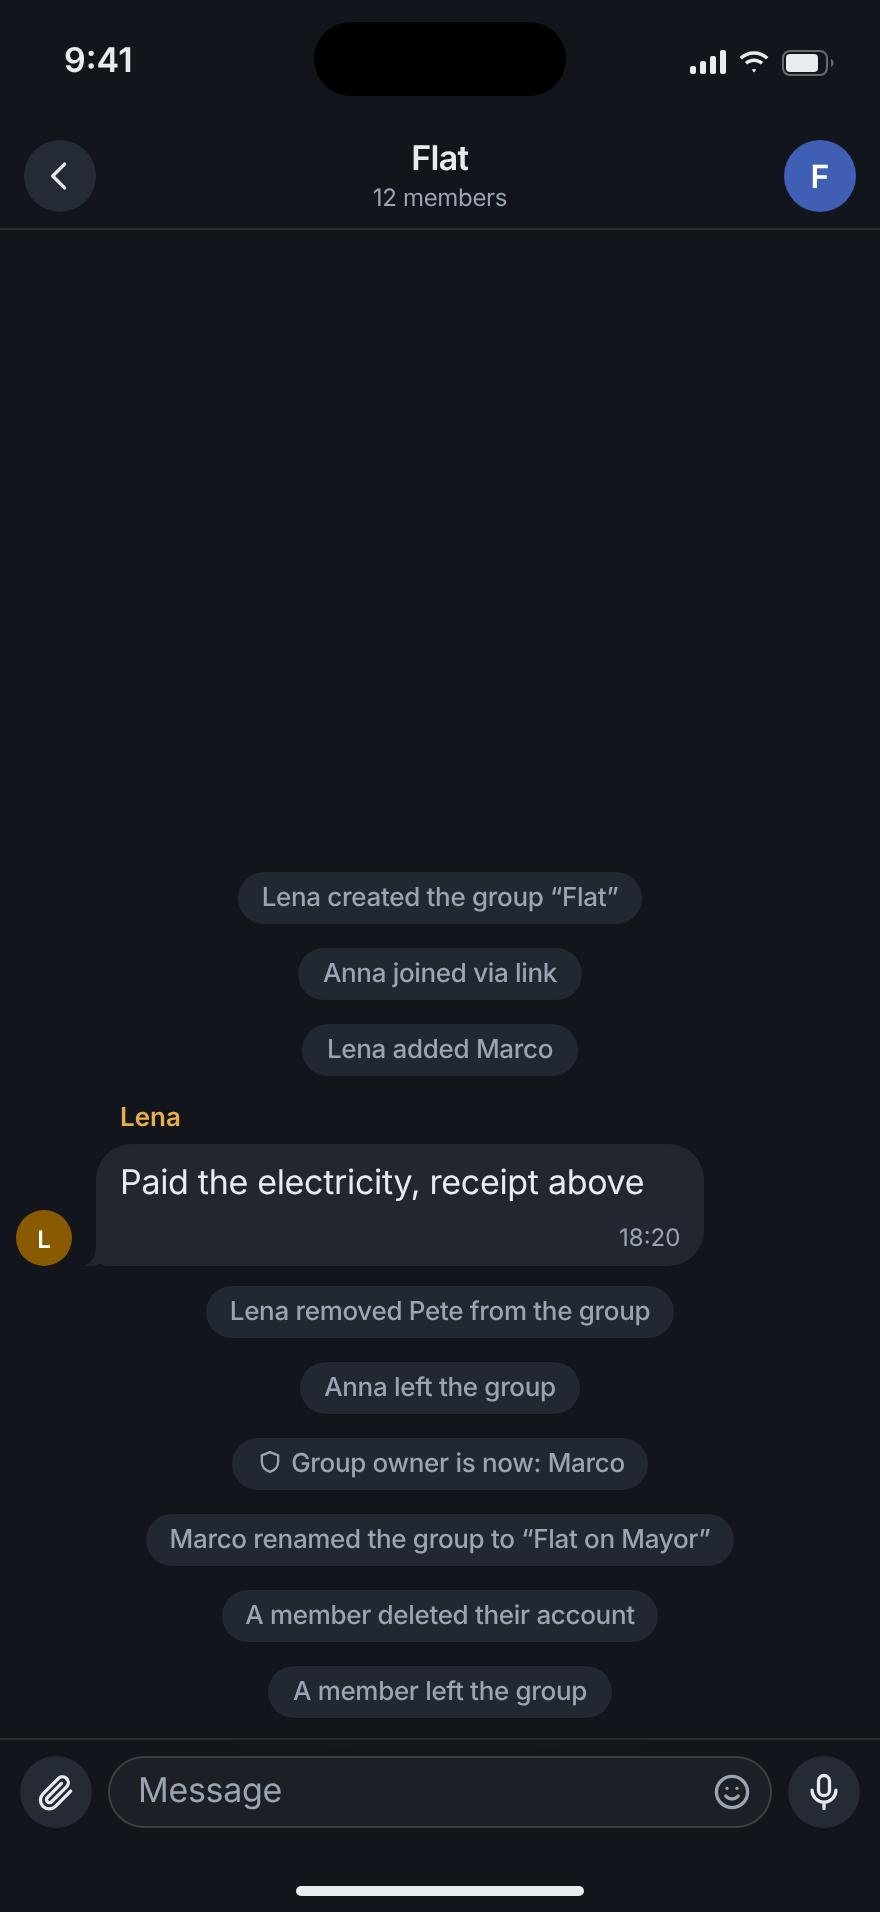 9:41
Flat
12 members
F
Lena created the group “Flat”
Anna joined via link
Lena added Marco
Lena
Paid the electricity, receipt above
18:20
L
Lena removed Pete from the group
Anna left the group
Group owner is now: Marco
Marco renamed the group to “Flat on Mayor”
A member deleted their account
A member left the group
Message